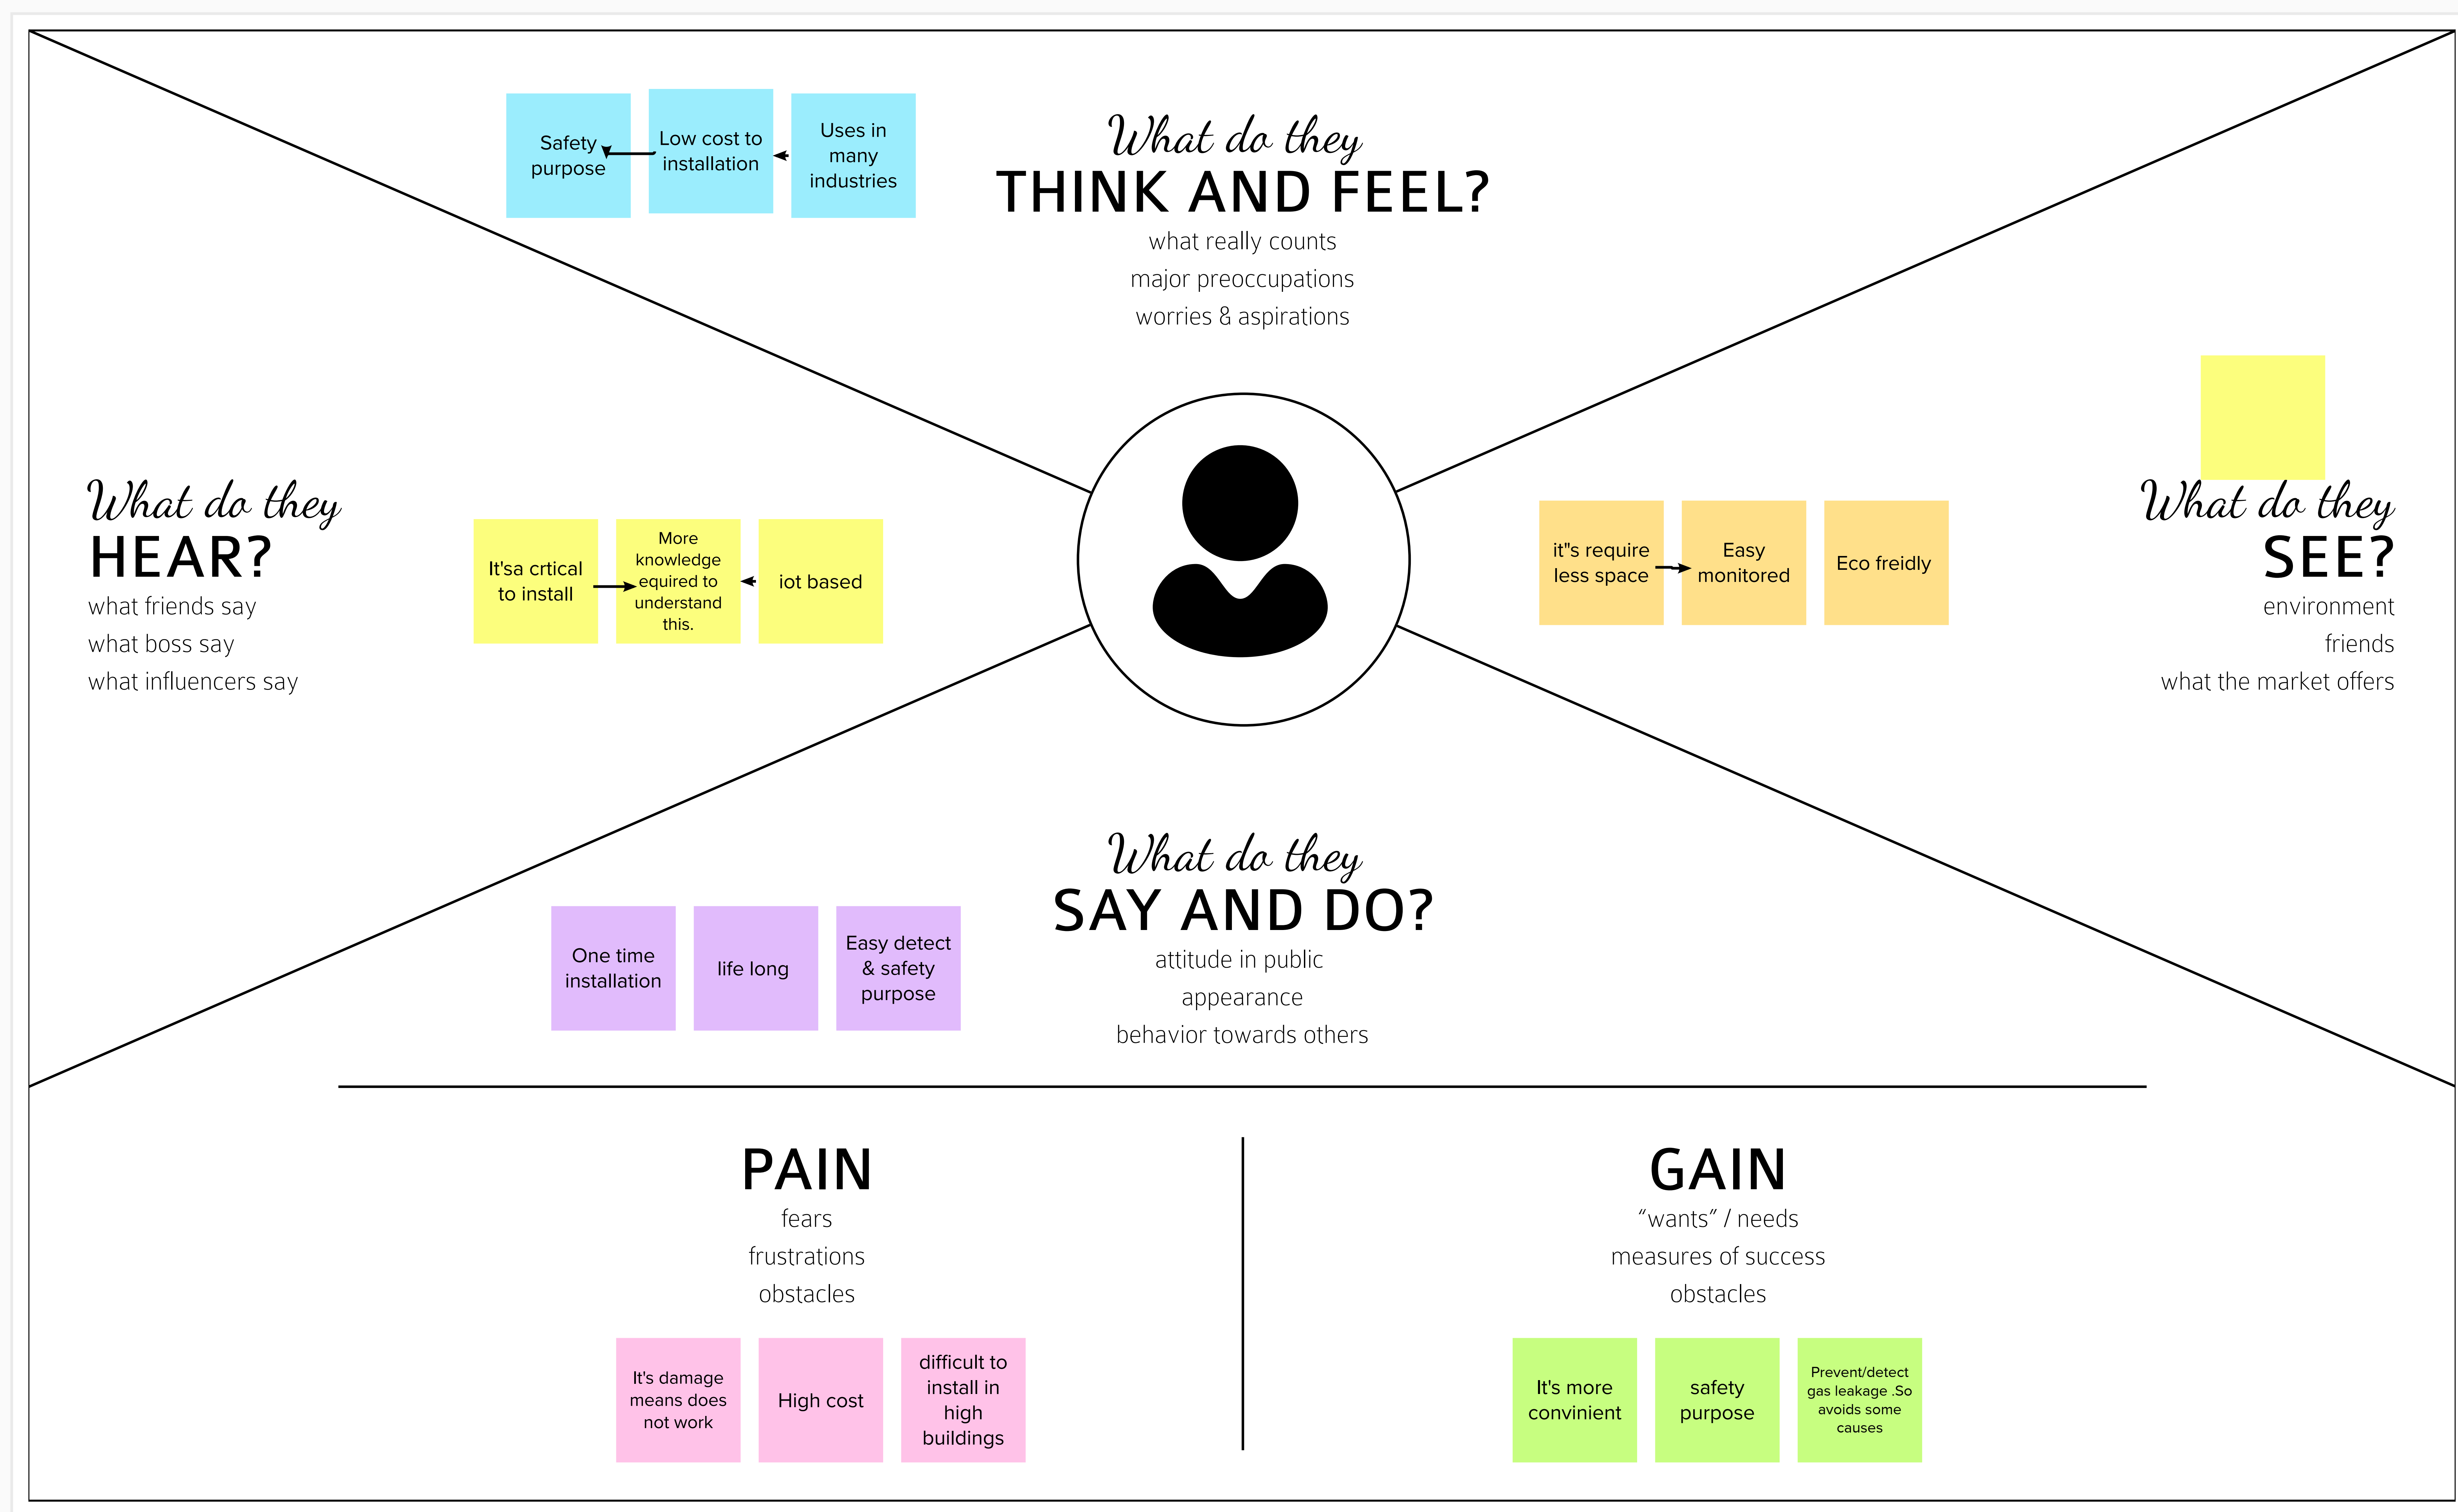 Safety
purpose
Low cost to
installation
Uses in
many
industries
What do they
THINK AND FEEL?
what really counts
major preoccupations
worries & aspirations
What do they
HEAR?
what friends say
what boss say
what influencers say
It'sa crtical
to install
More
knowledge
equired to
understand
this.
iot based
it"s require
less space
Easy
monitored
Eco freidly
What do they
SEE?
environment
friends
what the market offers
What do they
SAY AND DO?
attitude in public
appearance
behavior towards others
One time
installation
life long
Easy detect
& safety
purpose
PAIN
fears
frustrations
obstacles
It's damage
means does
not work
High cost
difficult to
install in
high
buildings
GAIN
“wants” / needs
measures of success
obstacles
It's more
convinient
safety
purpose
Prevent/detect
gas leakage .So
avoids some
causes